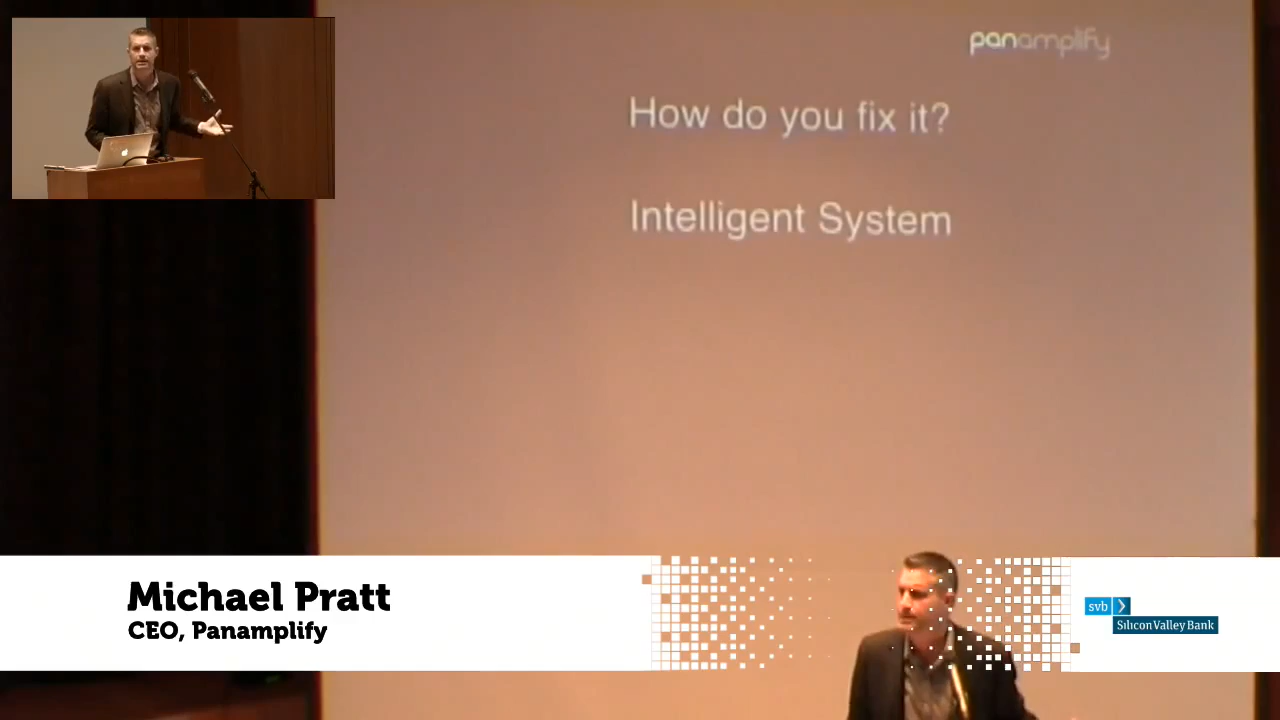 panamplify
How do you fix it?
Intelligent System
Michael Pratt
CEO, Panamplify
svb
Silicon Valley Bank